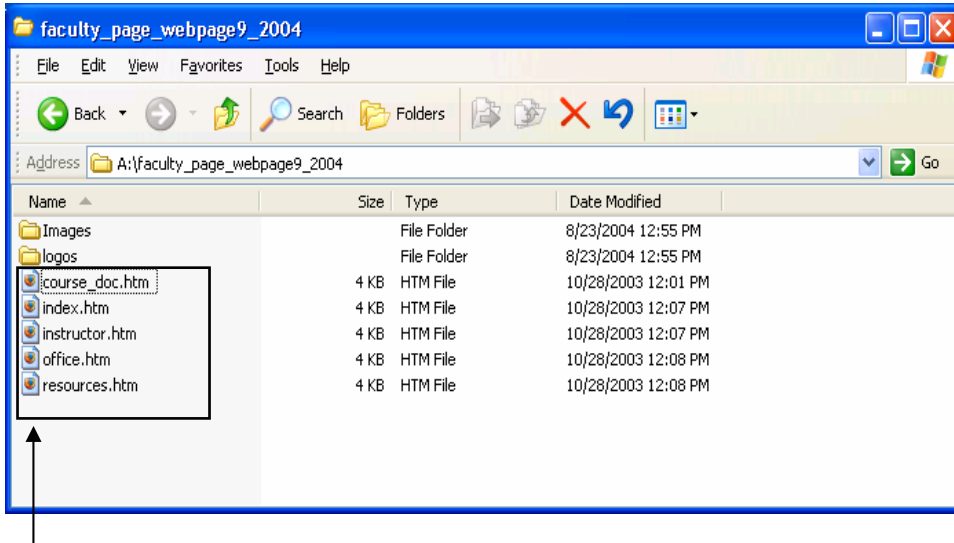 faculty_page_webpage9_2004
File Edit View Favorites Tools Help
Back Search Folders
Address A:\faculty_page_webpage9_2004 Go
Name Size Type Date Modified
Images File Folder 8/23/2004 12:55 PM
logos File Folder 8/23/2004 12:55 PM
course_doc.htm 4 KB HTM File 10/28/2003 12:01 PM
index.htm 4 KB HTM File 10/28/2003 12:07 PM
instructor.htm 4 KB HTM File 10/28/2003 12:07 PM
office.htm 4 KB HTM File 10/28/2003 12:08 PM
resources.htm 4 KB HTM File 10/28/2003 12:08 PM